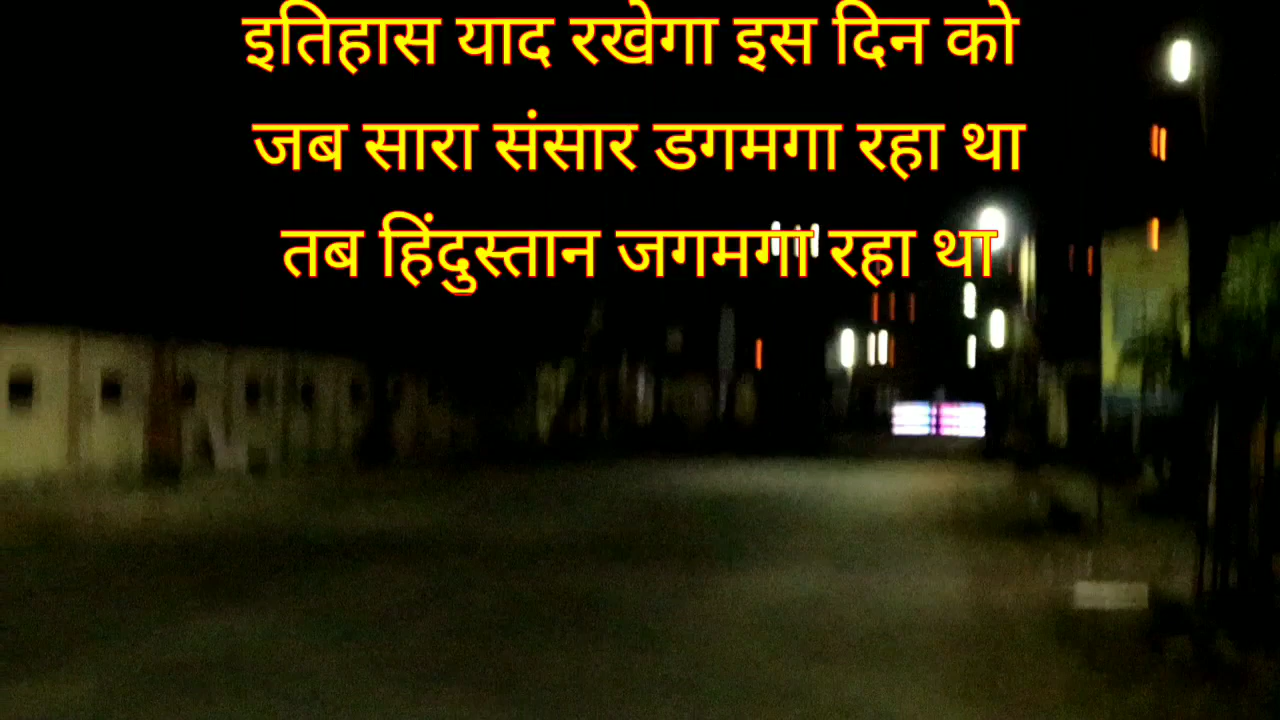 इतिहास याद रखेगा इस दिन को
जब सारा संसार डगमगा रहा था
तब हिंदुस्तान जगमगा रहा था